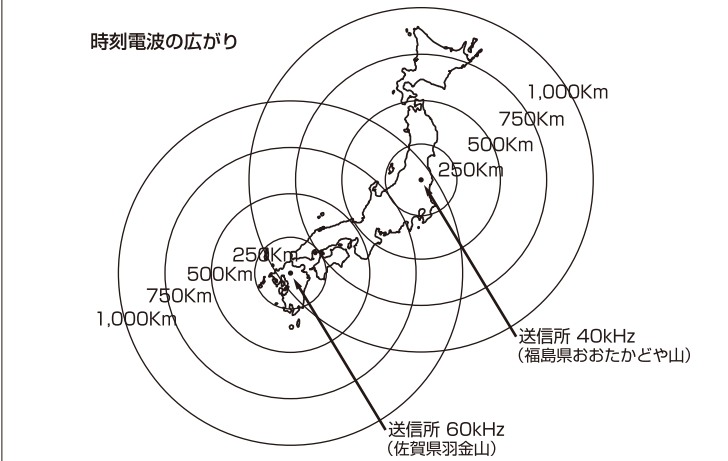 時刻電波の広がり
1,000Km
750Km
500Km
250Km
250Km
500Km
750Km
1,000Km
送信所 40kHz
（福島県おおたかどや山）
送信所 60kHz
（佐賀県羽金山）